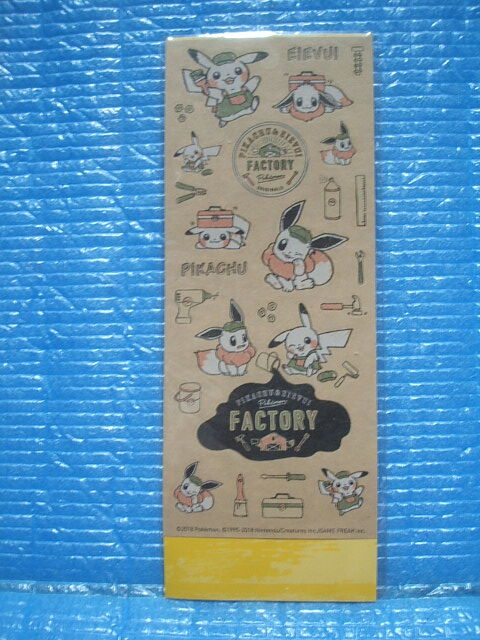 EIEVUI
PIKACHU & EIEVUI
FACTORY
Pokémon
PIKACHU
PIKACHU & EIEVUI
Pokémon
FACTORY
©2018 Pokémon. ©1995-2018 Nintendo/Creatures Inc./GAME FREAK inc.